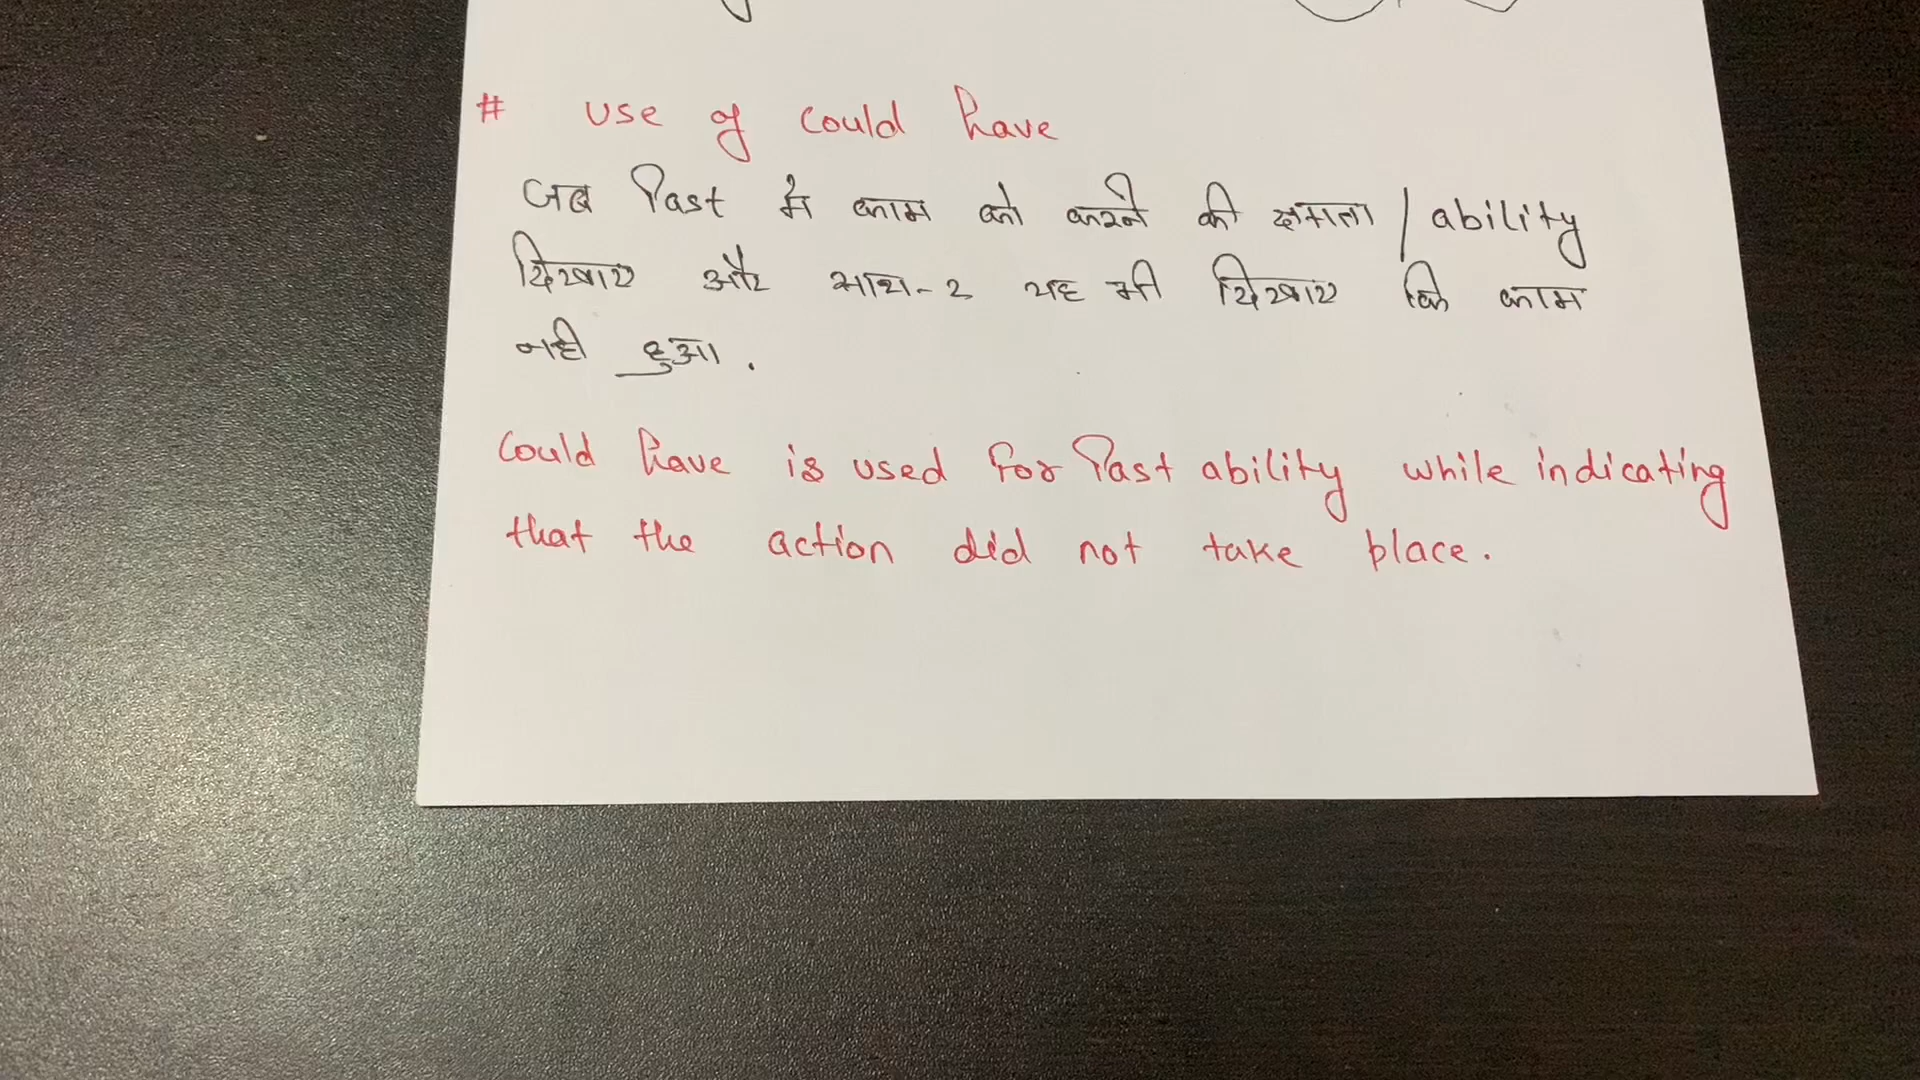 # use of could have
जब Past में काम को करने की क्षमता / ability
दिखाए और साथ-२ यह भी दिखाए कि काम
नही हुआ.
Could have is used for Past ability while indicating
that the action did not take place.